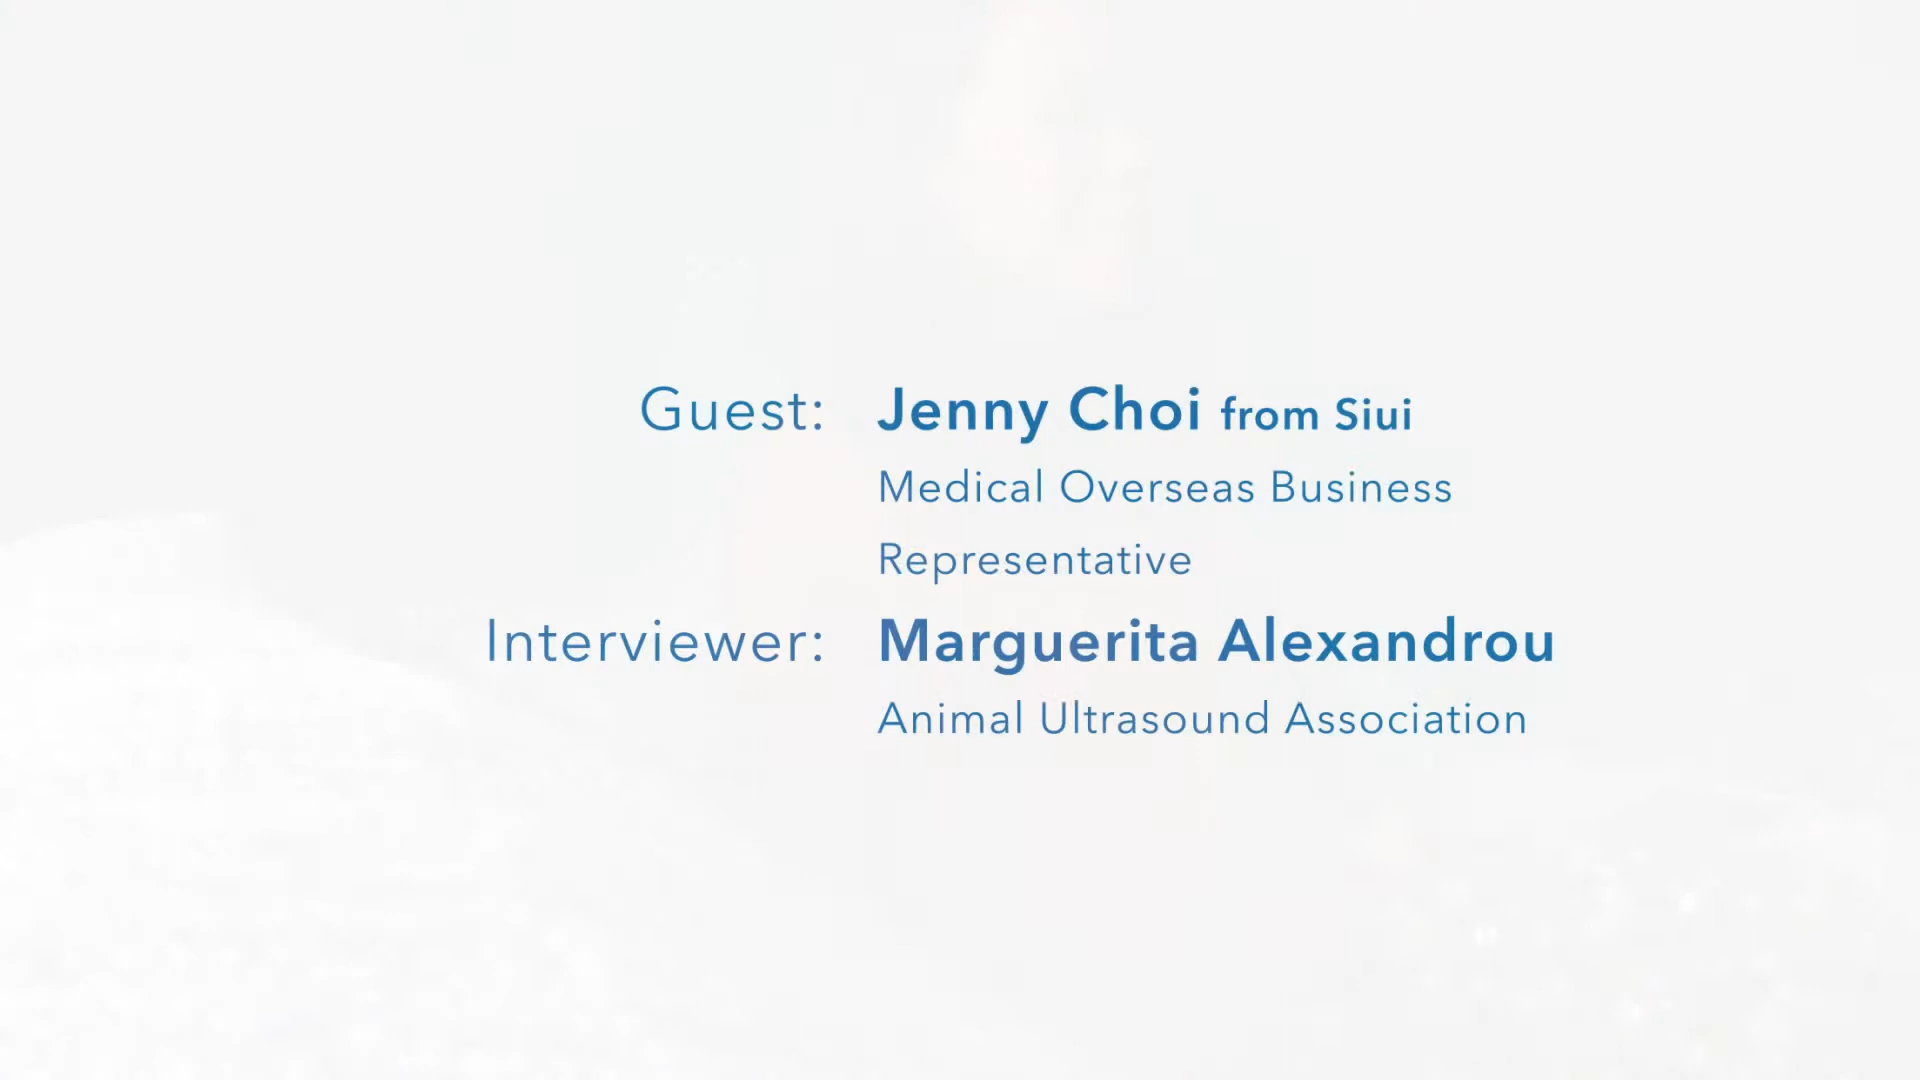 Guest: Jenny Choi from Siui
Medical Overseas Business
Representative
Interviewer: Marguerita Alexandrou
Animal Ultrasound Association